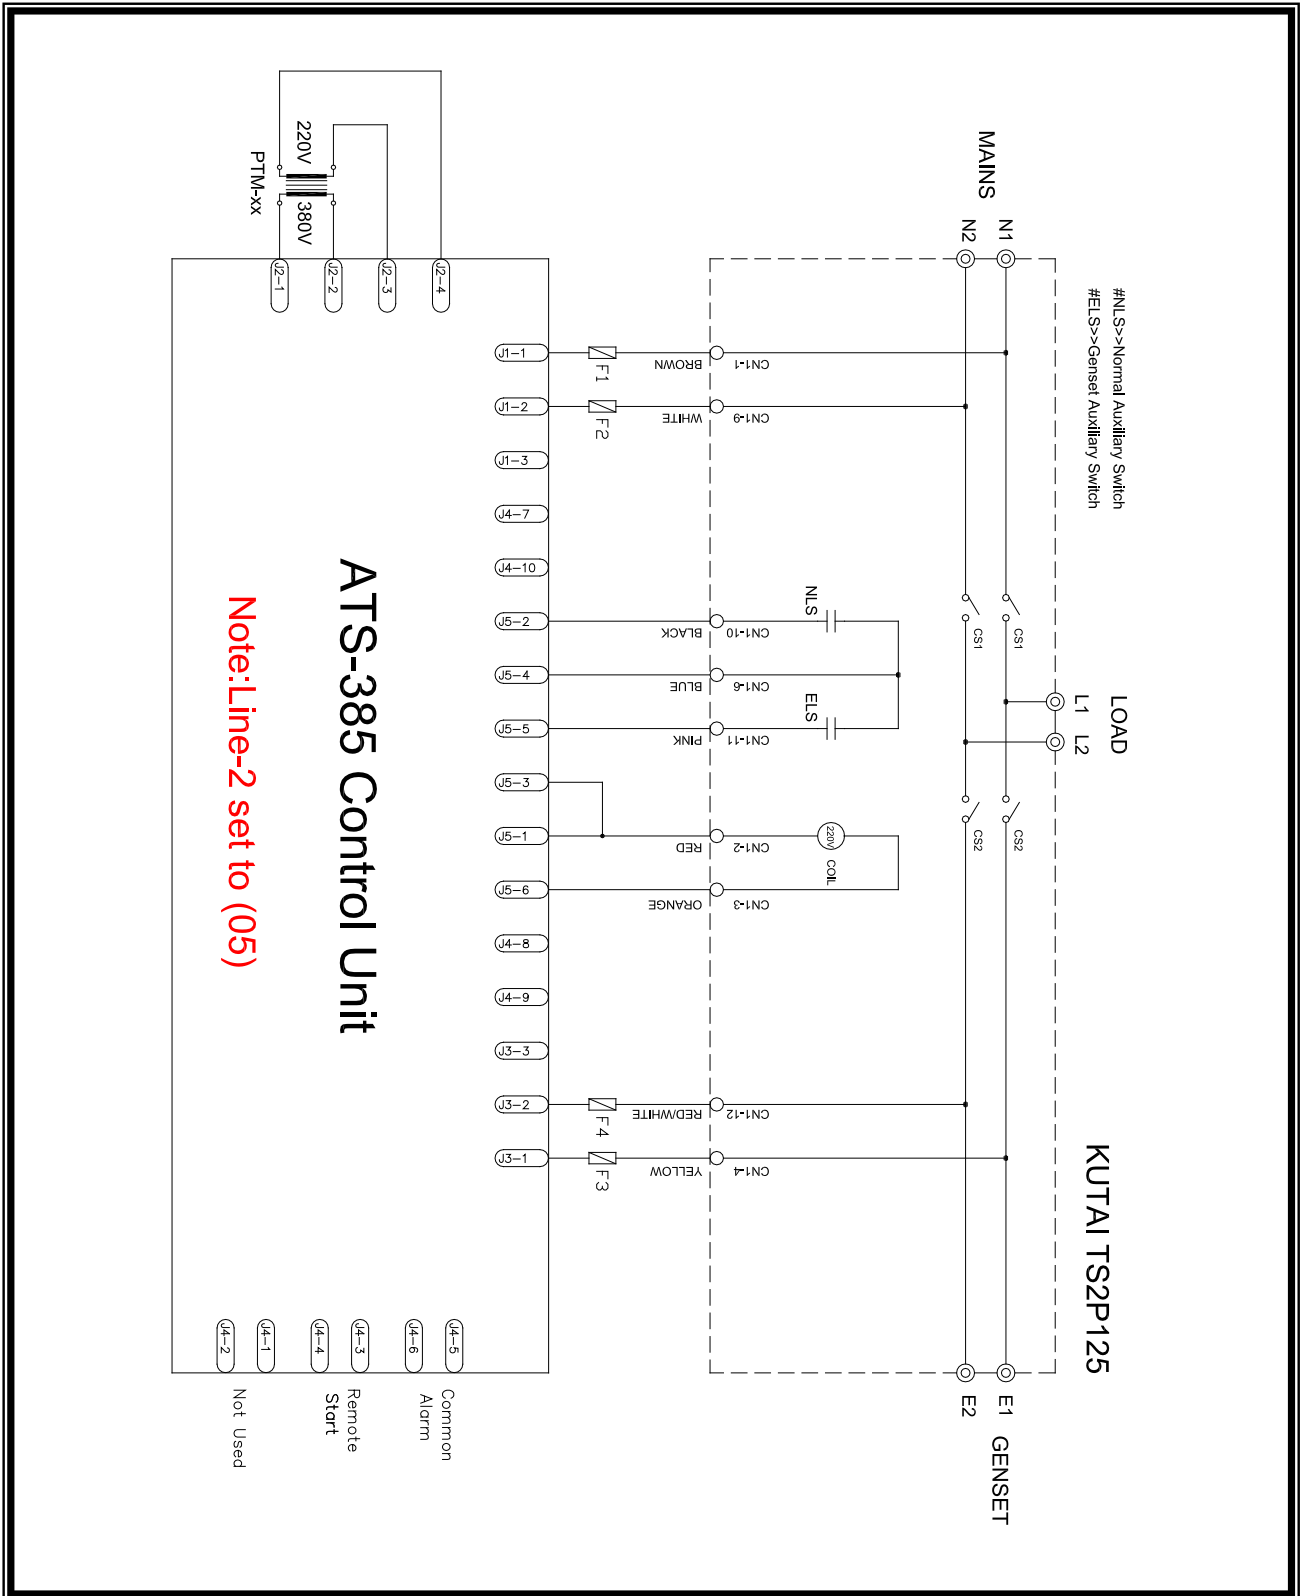 KUTAI TS2P125
MAINS
N1
N2
#NLS>>Normal Auxiliary Switch
#ELS>>Genset Auxiliary Switch
LOAD
L1
L2
CS1
CS1
CS2
CS2
E1
E2
GENSET
NLS
ELS
220V
COIL
CN1-1
CN1-9
CN1-10
CN1-6
CN1-11
CN1-2
CN1-3
CN1-12
CN1-4
BROWN
WHITE
BLACK
BLUE
PINK
RED
ORANGE
RED/WHITE
YELLOW
F1
F2
F4
F3
J1-1
J1-2
J1-3
J4-7
J4-10
J5-2
J5-4
J5-5
J5-3
J5-1
J5-6
J4-8
J4-9
J3-3
J3-2
J3-1
220V
380V
PTM-xx
J2-4
J2-3
J2-2
J2-1
ATS-385 Control Unit
Note:Line-2 set to (05)
J4-5
J4-6
J4-3
J4-4
J4-1
J4-2
Common
Alarm
Remote
Start
Not Used